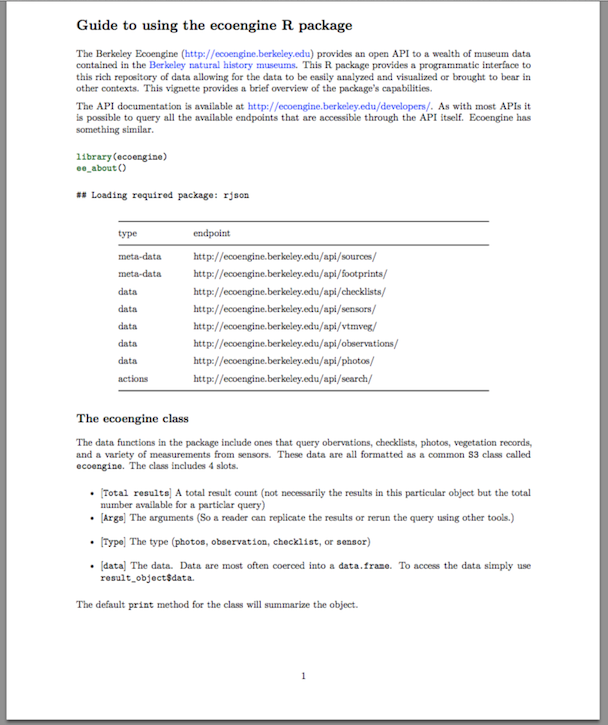 Guide to using the ecoengine R package
The Berkeley Ecoengine (http://ecoengine.berkeley.edu) provides an open API to a wealth of museum data
contained in the Berkeley natural history museums. This R package provides a programmatic interface to
this rich repository of data allowing for the data to be easily analyzed and visualized or brought to bear in
other contexts. This vignette provides a brief overview of the package's capabilities.
The API documentation is available at http://ecoengine.berkeley.edu/developers/. As with most APIs it
is possible to query all the available endpoints that are accessible through the API itself. Ecoengine has
something similar.
library(ecoengine)
ee_about()
## Loading required package: rjson
type endpoint
meta-data http://ecoengine.berkeley.edu/api/sources/
meta-data http://ecoengine.berkeley.edu/api/footprints/
data http://ecoengine.berkeley.edu/api/checklists/
data http://ecoengine.berkeley.edu/api/sensors/
data http://ecoengine.berkeley.edu/api/vtmveg/
data http://ecoengine.berkeley.edu/api/observations/
data http://ecoengine.berkeley.edu/api/photos/
actions http://ecoengine.berkeley.edu/api/search/
The ecoengine class
The data functions in the package include ones that query obervations, checklists, photos, vegetation records,
and a variety of measurements from sensors. These data are all formatted as a common S3 class called
ecoengine. The class includes 4 slots.
• [Total results] A total result count (not necessarily the results in this particular object but the total
number available for a particlar query)
• [Args] The arguments (So a reader can replicate the results or rerun the query using other tools.)
• [Type] The type (photos, observation, checklist, or sensor)
• [data] The data. Data are most often coerced into a data.frame. To access the data simply use
result_object$data.
The default print method for the class will summarize the object.
1